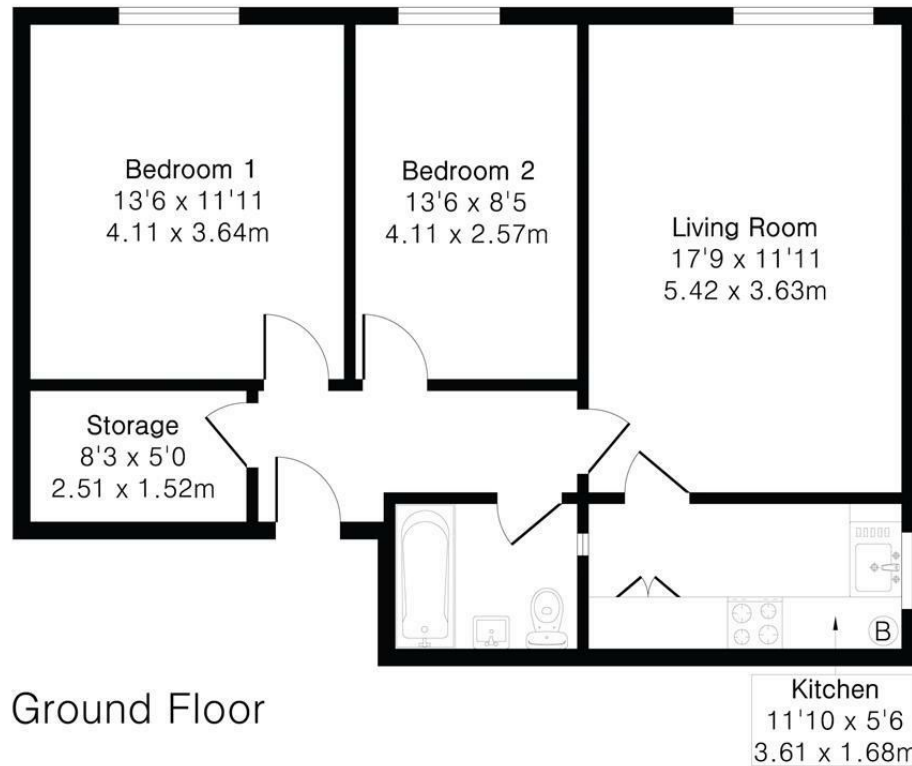 Bedroom 1
13'6 x 11'11
4.11 x 3.64m
Bedroom 2
13'6 x 8'5
4.11 x 2.57m
Living Room
17'9 x 11'11
5.42 x 3.63m
Storage
8'3 x 5'0
2.51 x 1.52m
B
Ground Floor
Kitchen
11'10 x 5'6
3.61 x 1.68m